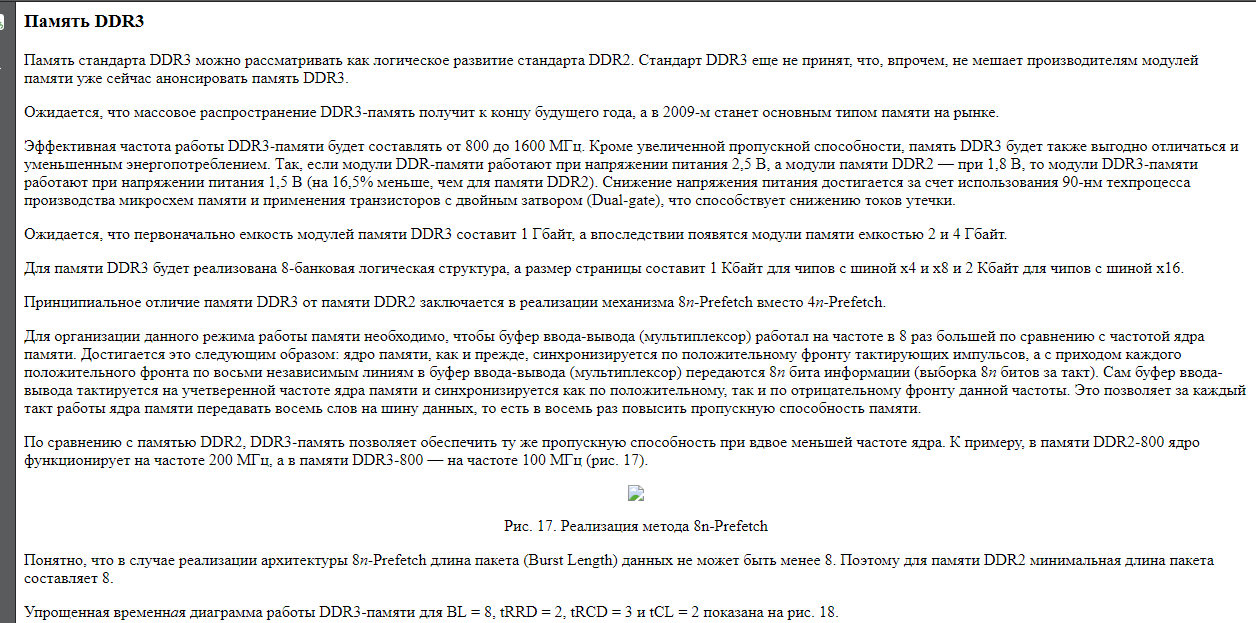 Память DDR3
Память стандарта DDR3 можно рассматривать как логическое развитие стандарта DDR2. Стандарт DDR3 еще не принят, что, впрочем, не мешает производителям модулей
памяти уже сейчас анонсировать память DDR3.
Ожидается, что массовое распространение DDR3-память получит к концу будущего года, а в 2009-м станет основным типом памяти на рынке.
Эффективная частота работы DDR3-памяти будет составлять от 800 до 1600 МГц. Кроме увеличенной пропускной способности, память DDR3 будет также выгодно отличаться и
уменьшенным энергопотреблением. Так, если модули DDR-памяти работают при напряжении питания 2,5 В, а модули памяти DDR2 — при 1,8 В, то модули DDR3-памяти
работают при напряжении питания 1,5 В (на 16,5% меньше, чем для памяти DDR2). Снижение напряжения питания достигается за счет использования 90-нм техпроцесса
производства микросхем памяти и применения транзисторов с двойным затвором (Dual-gate), что способствует снижению токов утечки.
Ожидается, что первоначально емкость модулей памяти DDR3 составит 1 Гбайт, а впоследствии появятся модули памяти емкостью 2 и 4 Гбайт.
Для памяти DDR3 будет реализована 8-банковая логическая структура, а размер страницы составит 1 Кбайт для чипов с шиной x4 и x8 и 2 Кбайт для чипов с шиной x16.
Принципиальное отличие памяти DDR3 от памяти DDR2 заключается в реализации механизма 8n-Prefetch вместо 4n-Prefetch.
Для организации данного режима работы памяти необходимо, чтобы буфер ввода-вывода (мультиплексор) работал на частоте в 8 раз большей по сравнению с частотой ядра
памяти. Достигается это следующим образом: ядро памяти, как и прежде, синхронизируется по положительному фронту тактирующих импульсов, а с приходом каждого
положительного фронта по восьми независимым линиям в буфер ввода-вывода (мультиплексор) передаются 8n бита информации (выборка 8n битов за такт). Сам буфер ввода-
вывода тактируется на учетверенной частоте ядра памяти и синхронизируется как по положительному, так и по отрицательному фронту данной частоты. Это позволяет за каждый
такт работы ядра памяти передавать восемь слов на шину данных, то есть в восемь раз повысить пропускную способность памяти.
По сравнению с памятью DDR2, DDR3-память позволяет обеспечить ту же пропускную способность при вдвое меньшей частоте ядра. К примеру, в памяти DDR2-800 ядро
функционирует на частоте 200 МГц, а в памяти DDR3-800 — на частоте 100 МГц (рис. 17).
Рис. 17. Реализация метода 8n-Prefetch
Понятно, что в случае реализации архитектуры 8n-Prefetch длина пакета (Burst Length) данных не может быть менее 8. Поэтому для памяти DDR2 минимальная длина пакета
составляет 8.
Упрощенная временная диаграмма работы DDR3-памяти для BL = 8, tRRD = 2, tRCD = 3 и tCL = 2 показана на рис. 18.